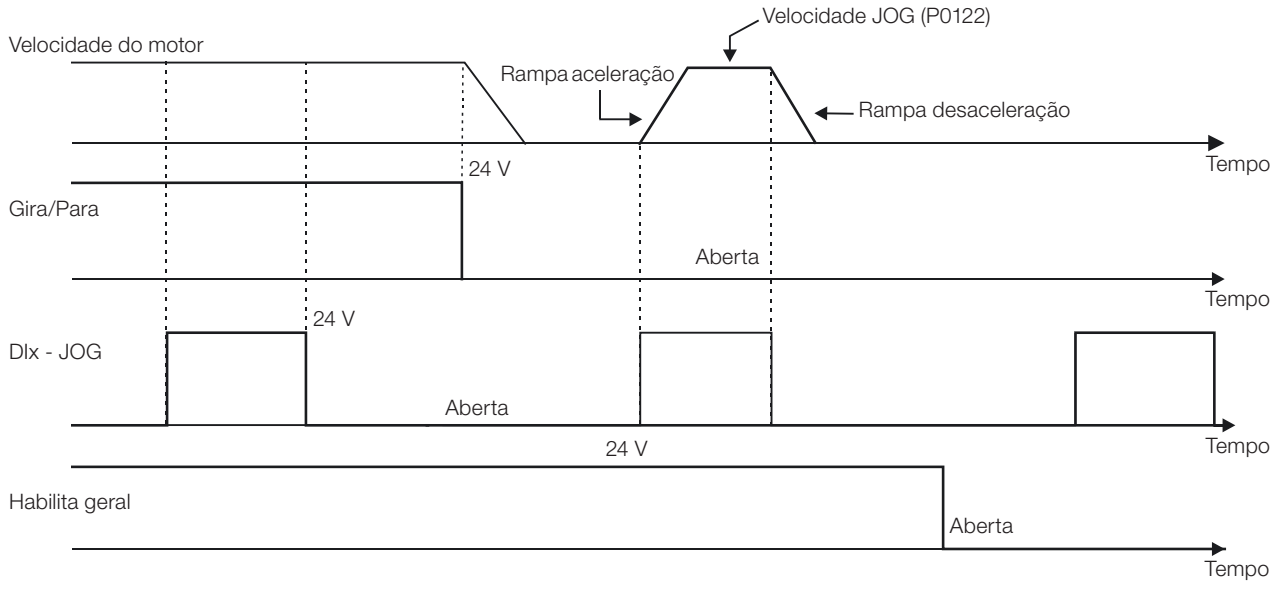 Velocidade JOG (P0122)
Velocidade do motor
Rampa aceleração
Rampa desaceleração
Tempo
24 V
Gira/Para
Aberta
Tempo
24 V
DIx - JOG
Aberta
Tempo
24 V
Habilita geral
Aberta
Tempo